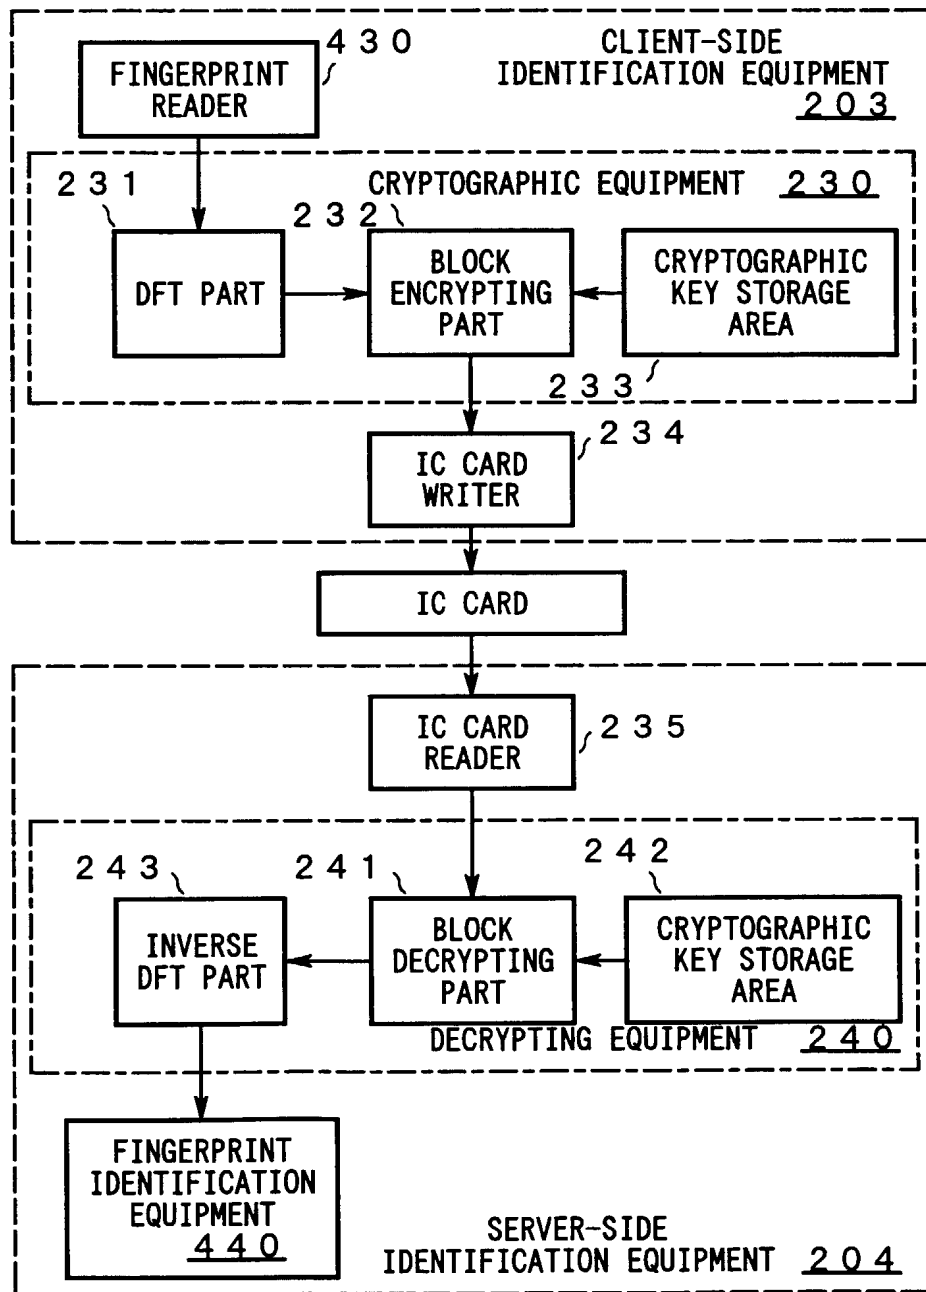 430
FINGERPRINT
READER
CLIENT-SIDE
IDENTIFICATION EQUIPMENT
203
231
CRYPTOGRAPHIC EQUIPMENT 230
232
DFT PART
BLOCK
ENCRYPTING
PART
CRYPTOGRAPHIC
KEY STORAGE
AREA
233
234
IC CARD
WRITER
IC CARD
IC CARD
READER
235
243
241
242
INVERSE
DFT PART
BLOCK
DECRYPTING
PART
CRYPTOGRAPHIC
KEY STORAGE
AREA
DECRYPTING EQUIPMENT 240
FINGERPRINT
IDENTIFICATION
EQUIPMENT
440
SERVER-SIDE
IDENTIFICATION EQUIPMENT 204